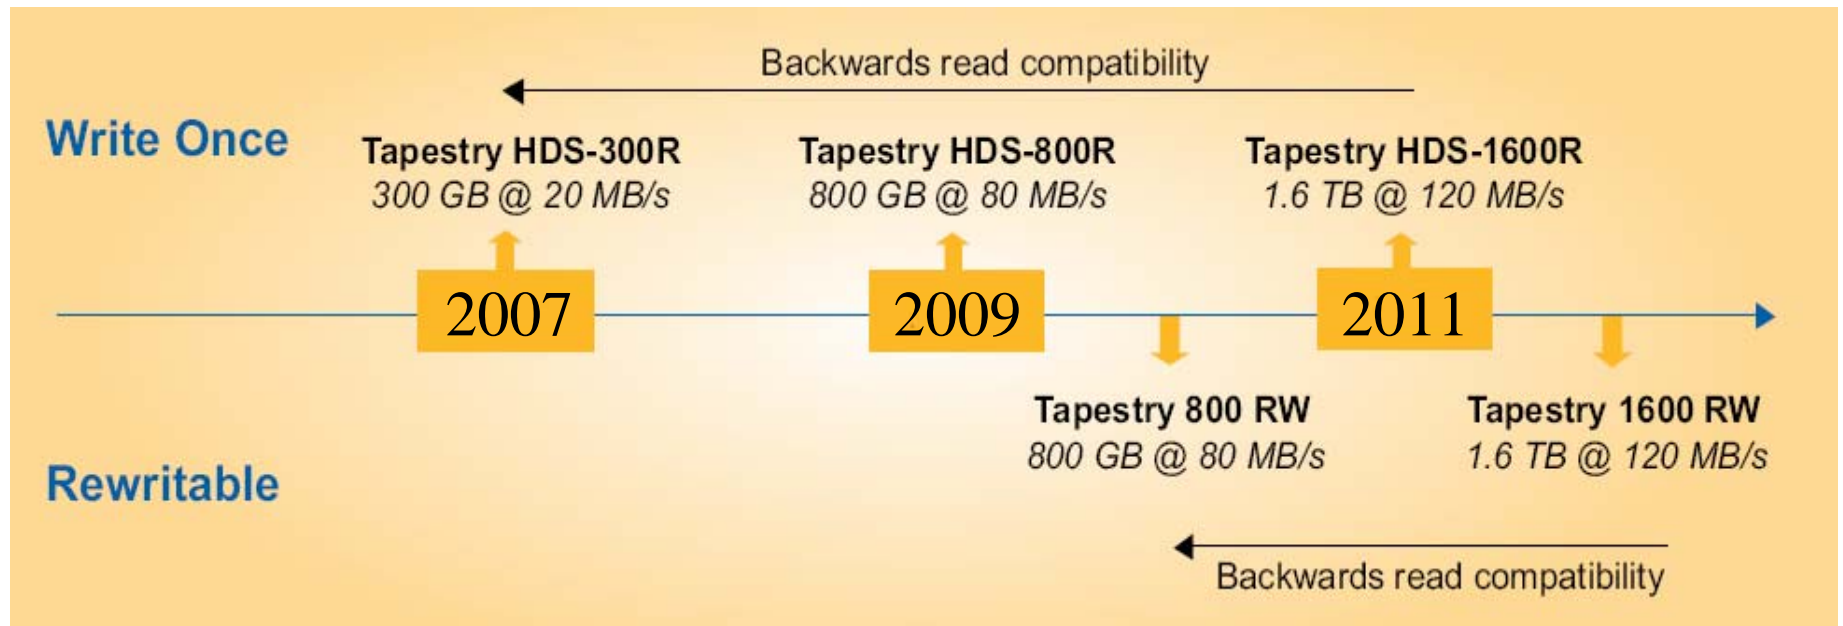 Backwards read compatibility
Write Once
Tapestry HDS-300R
300 GB @ 20 MB/s
Tapestry HDS-800R
800 GB @ 80 MB/s
Tapestry HDS-1600R
1.6 TB @ 120 MB/s
2007
2009
2011
Rewritable
Tapestry 800 RW
800 GB @ 80 MB/s
Tapestry 1600 RW
1.6 TB @ 120 MB/s
Backwards read compatibility